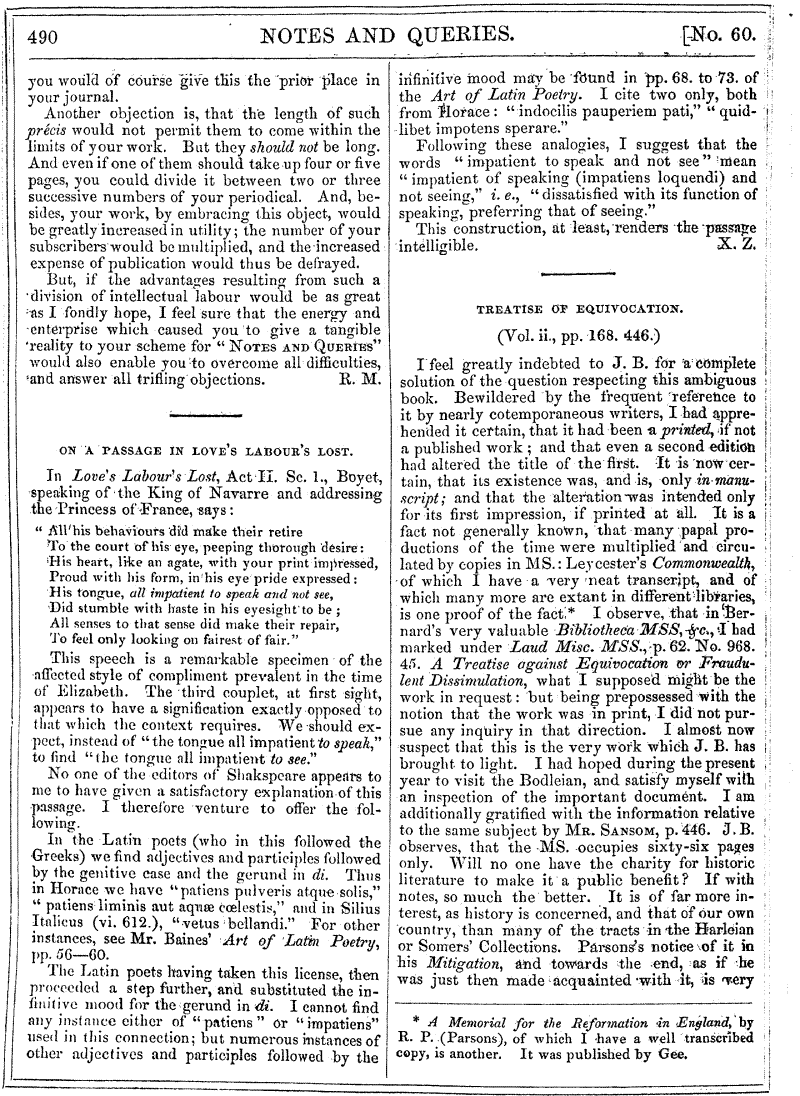 490
NOTES AND QUERIES.
[No. 60.
you would of course give this the prior place in
your journal.
Another objection is, that the length of such
précis would not permit them to come within the
limits of your work. But they should not be long.
And even if one of them should take up four or five
pages, you could divide it between two or three
successive numbers of your periodical. And, be-
sides, your work, by embracing this object, would
be greatly increased in utility; the number of your
subscribers would be multiplied, and the increased
expense of publication would thus be defrayed.
But, if the advantages resulting from such a
division of intellectual labour would be as great
as I fondly hope, I feel sure that the energy and
enterprise which caused you to give a tangible
reality to your scheme for "NOTES AND QUERIES"
would also enable you to overcome all difficulties,
and answer all trifling objections. R. M.
ON A PASSAGE IN LOVE'S LABOUR'S LOST.
In Love's Labour's Lost, Act II. Sc. 1., Boyet,
speaking of the King of Navarre and addressing
the Princess of France, says:
"All his behaviours did make their retire
To the court of his eye, peeping thorough desire:
His heart, like an agate, with your print impressed,
Proud with his form, in his eye pride expressed:
His tongue, all impatient to speak and not see,
Did stumble with haste in his eyesight to be;
All senses to that sense did make their repair,
To feel only looking on fairest of fair."
This speech is a remarkable specimen of the
affected style of compliment prevalent in the time
of Elizabeth. The third couplet, at first sight,
appears to have a signification exactly opposed to
that which the context requires. We should ex-
pect, instead of "the tongue all impatient to speak,"
to find "the tongue all impatient to see."
No one of the editors of Shakspeare appears to
me to have given a satisfactory explanation of this
passage. I therefore venture to offer the fol-
lowing.
In the Latin poets (who in this followed the
Greeks) we find adjectives and participles followed
by the genitive case and the gerund in di. Thus
in Horace we have "patiens pulveris atque solis,"
"patiens liminis aut aquæ cœlestis," and in Silius
Italicus (vi. 612.), "vetus bellandi." For other
instances, see Mr. Baines' Art of Latin Poetry,
pp. 56—60.
The Latin poets having taken this license, then
proceeded a step further, and substituted the in-
finitive mood for the gerund in di. I cannot find
any instance either of "patiens" or "impatiens"
used in this connection; but numerous instances of
other adjectives and participles followed by the
infinitive mood may be found in pp. 68. to 73. of
the Art of Latin Poetry. I cite two only, both
from Horace: "indocilis pauperiem pati," "quid-
libet impotens sperare."
Following these analogies, I suggest that the
words "impatient to speak and not see" mean
"impatient of speaking (impatiens loquendi) and
not seeing," i. e., "dissatisfied with its function of
speaking, preferring that of seeing."
This construction, at least, renders the passage
intelligible. X. Z.
TREATISE OF EQUIVOCATION.
(Vol. ii., pp. 168. 446.)
I feel greatly indebted to J. B. for a complete
solution of the question respecting this ambiguous
book. Bewildered by the frequent reference to
it by nearly cotemporaneous writers, I had appre-
hended it certain, that it had been a printed, if not
a published work; and that even a second edition
had altered the title of the first. It is now cer-
tain, that its existence was, and is, only in manu-
script; and that the alteration was intended only
for its first impression, if printed at all. It is a
fact not generally known, that many papal pro-
ductions of the time were multiplied and circu-
lated by copies in MS.: Leycester's Commonwealth,
of which I have a very neat transcript, and of
which many more are extant in different libraries,
is one proof of the fact.* I observe, that in Ber-
nard's very valuable Bibliotheca MSS., &c., I had
marked under Laud Misc. MSS., p. 62. No. 968.
45. A Treatise against Equivocation or Fraudu-
lent Dissimulation, what I supposed might be the
work in request: but being prepossessed with the
notion that the work was in print, I did not pur-
sue any inquiry in that direction. I almost now
suspect that this is the very work which J. B. has
brought to light. I had hoped during the present
year to visit the Bodleian, and satisfy myself with
an inspection of the important document. I am
additionally gratified with the information relative
to the same subject by MR. SANSOM, p. 446. J. B.
observes, that the MS. occupies sixty-six pages
only. Will no one have the charity for historic
literature to make it a public benefit? If with
notes, so much the better. It is of far more in-
terest, as history is concerned, and that of our own
country, than many of the tracts in the Harleian
or Somers' Collections. Parsons's notice of it in
his Mitigation, and towards the end, as if he
was just then made acquainted with it, is very
* A Memorial for the Reformation in England, by
R. P. (Parsons), of which I have a well transcribed
copy, is another. It was published by Gee.